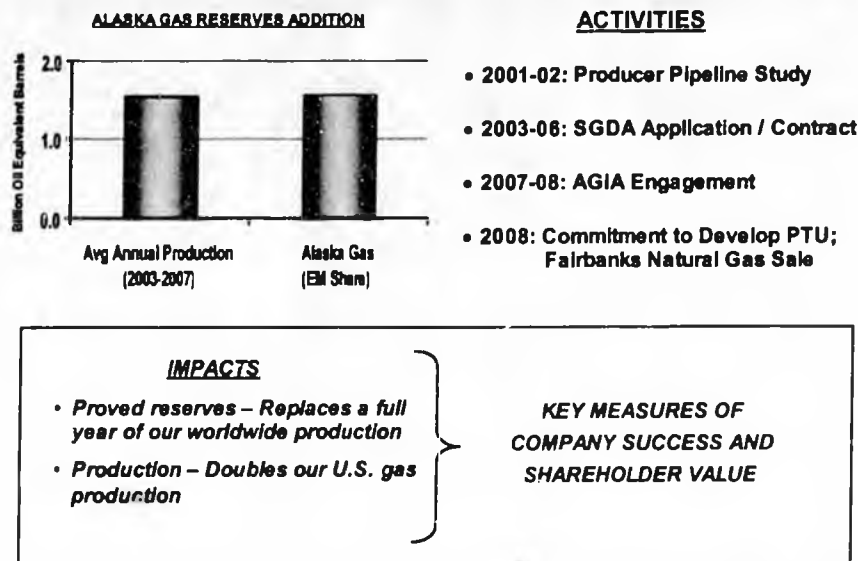 ALASKA GAS RESERVES ADDITION
Billion Oil Equivalent Barrels
2.0
1.0
0.0
Avg Annual Production
(2003-2007)
Alaska Gas
(EM Share)
ACTIVITIES
• 2001-02: Producer Pipeline Study
• 2003-06: SGDA Application / Contract
• 2007-08: AGIA Engagement
• 2008: Commitment to Develop PTU;
Fairbanks Natural Gas Sale
IMPACTS
• Proved reserves – Replaces a full
year of our worldwide production
• Production – Doubles our U.S. gas
production
KEY MEASURES OF
COMPANY SUCCESS AND
SHAREHOLDER VALUE